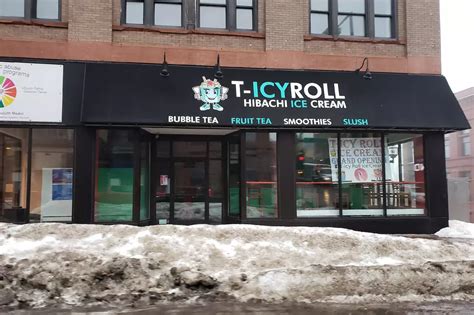 T-ICYROLL
HIBACHI ICE CREAM
BUBBLE TEA FRUIT TEA SMOOTHIES SLUSH
T-ICY ROLL
ICE CREAM
GRAND OPENING